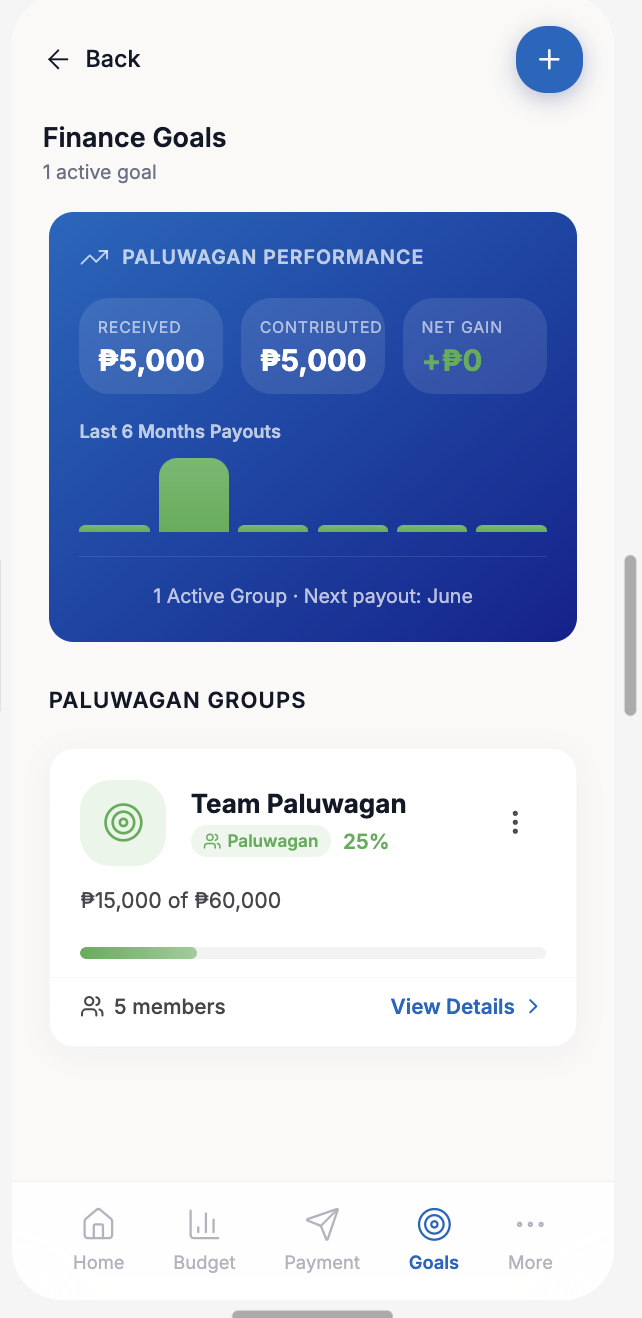 Back
Finance Goals
1 active goal
PALUWAGAN PERFORMANCE
RECEIVED
₱5,000
CONTRIBUTED
₱5,000
NET GAIN
+₱0
Last 6 Months Payouts
1 Active Group · Next payout: June
PALUWAGAN GROUPS
Team Paluwagan
Paluwagan 25%
₱15,000 of ₱60,000
5 members
View Details
Home Budget Payment Goals More